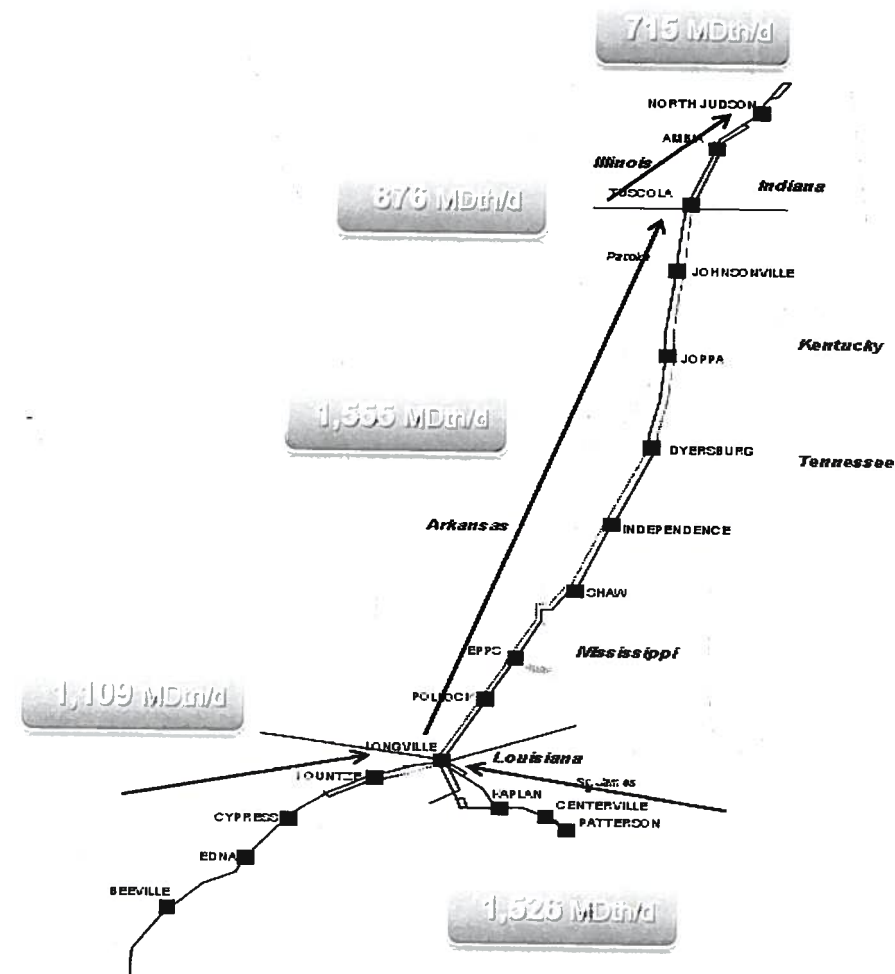 715 MDth/d
NORTH JUDSON
AMBIA
Illinois
Indiana
TUSCOLA
876 MDth/d
Patoka
JOHNSONVILLE
Kentucky
JOPPA
1,555 MDth/d
DYERSBURG
Tennessee
Arkansas
INDEPENDENCE
SHAW
EPPS
Mississippi
POLLOCK
1,109 MDth/d
LONGVILLE
Louisiana
KOUNTZE
St. James
KAPLAN
CENTERVILLE
CYPRESS
PATTERSON
EDNA
BEEVILLE
1,526 MDth/d